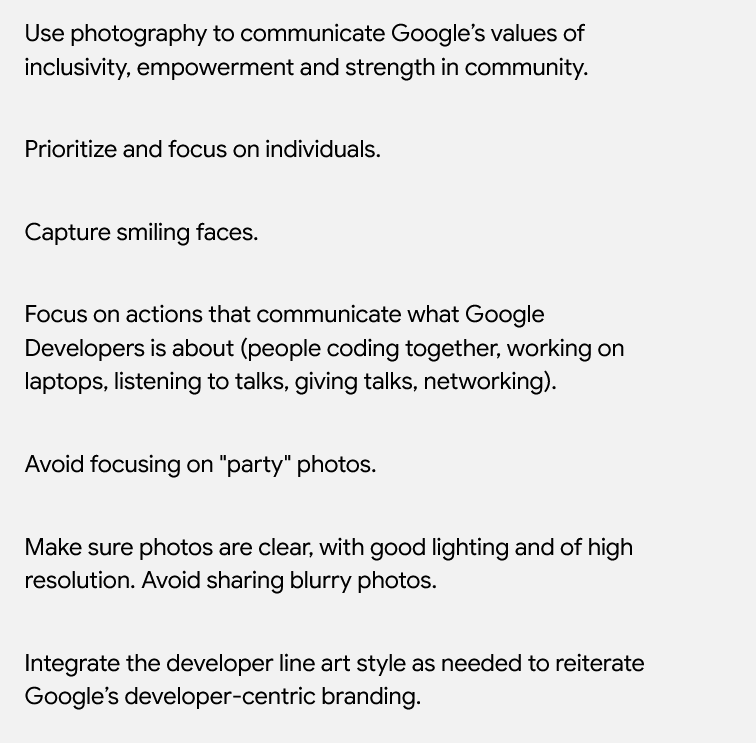 Use photography to communicate Google’s values of
inclusivity, empowerment and strength in community.
Prioritize and focus on individuals.
Capture smiling faces.
Focus on actions that communicate what Google
Developers is about (people coding together, working on
laptops, listening to talks, giving talks, networking).
Avoid focusing on "party" photos.
Make sure photos are clear, with good lighting and of high
resolution. Avoid sharing blurry photos.
Integrate the developer line art style as needed to reiterate
Google’s developer-centric branding.